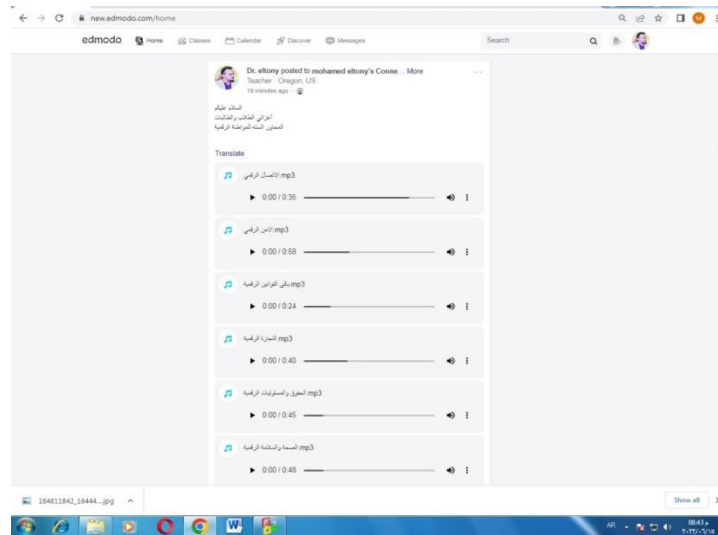 new.edmodo.com/home
edmodo Home Classes Calendar Discover Messages Search
Dr. eltony posted to mohamed eltony's Conne... More
Teacher · Oregon, US
السلام عليكم
أعزائي الطلاب والطالبات
المحاور السته للمواطنة الرقمية
Translate
الاتصال الرقمي.mp3
0:00 / 0:35
الامن الرقمي.mp3
0:00 / 0:58
باقي القوانين الرقمية.mp3
0:00 / 0:24
التجارة الرقمية.mp3
0:00 / 0:40
الحقوق والمسئوليات الرقمية.mp3
0:00 / 0:45
الصحة والسلامة الرقمية.mp3
0:00 / 0:48
184811842_16444....jpg
Show all
AR
08:43 م
٢٠٢٢/٠٦/١٥